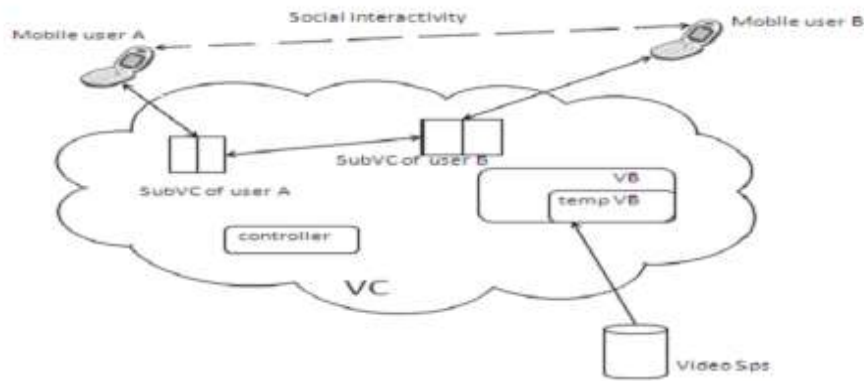 Social interactivity
Mobile user A
Mobile user B
SubVC of user B
SubVC of user A
VB
temp VB
controller
VC
Video Sps